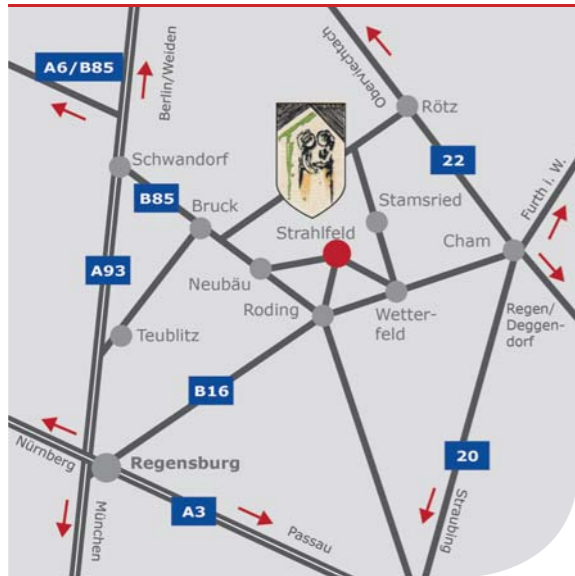 A6/B85
Berlin/Weiden
Oberviechtach
Rötz
Schwandorf
22
Furth i. W.
B85
Bruck
Stamsried
Strahlfeld
Cham
A93
Neubäu
Roding
Wetter-
feld
Regen/
Deggen-
dorf
Teublitz
B16
Nürnberg
Regensburg
20
München
A3
Passau
Straubing